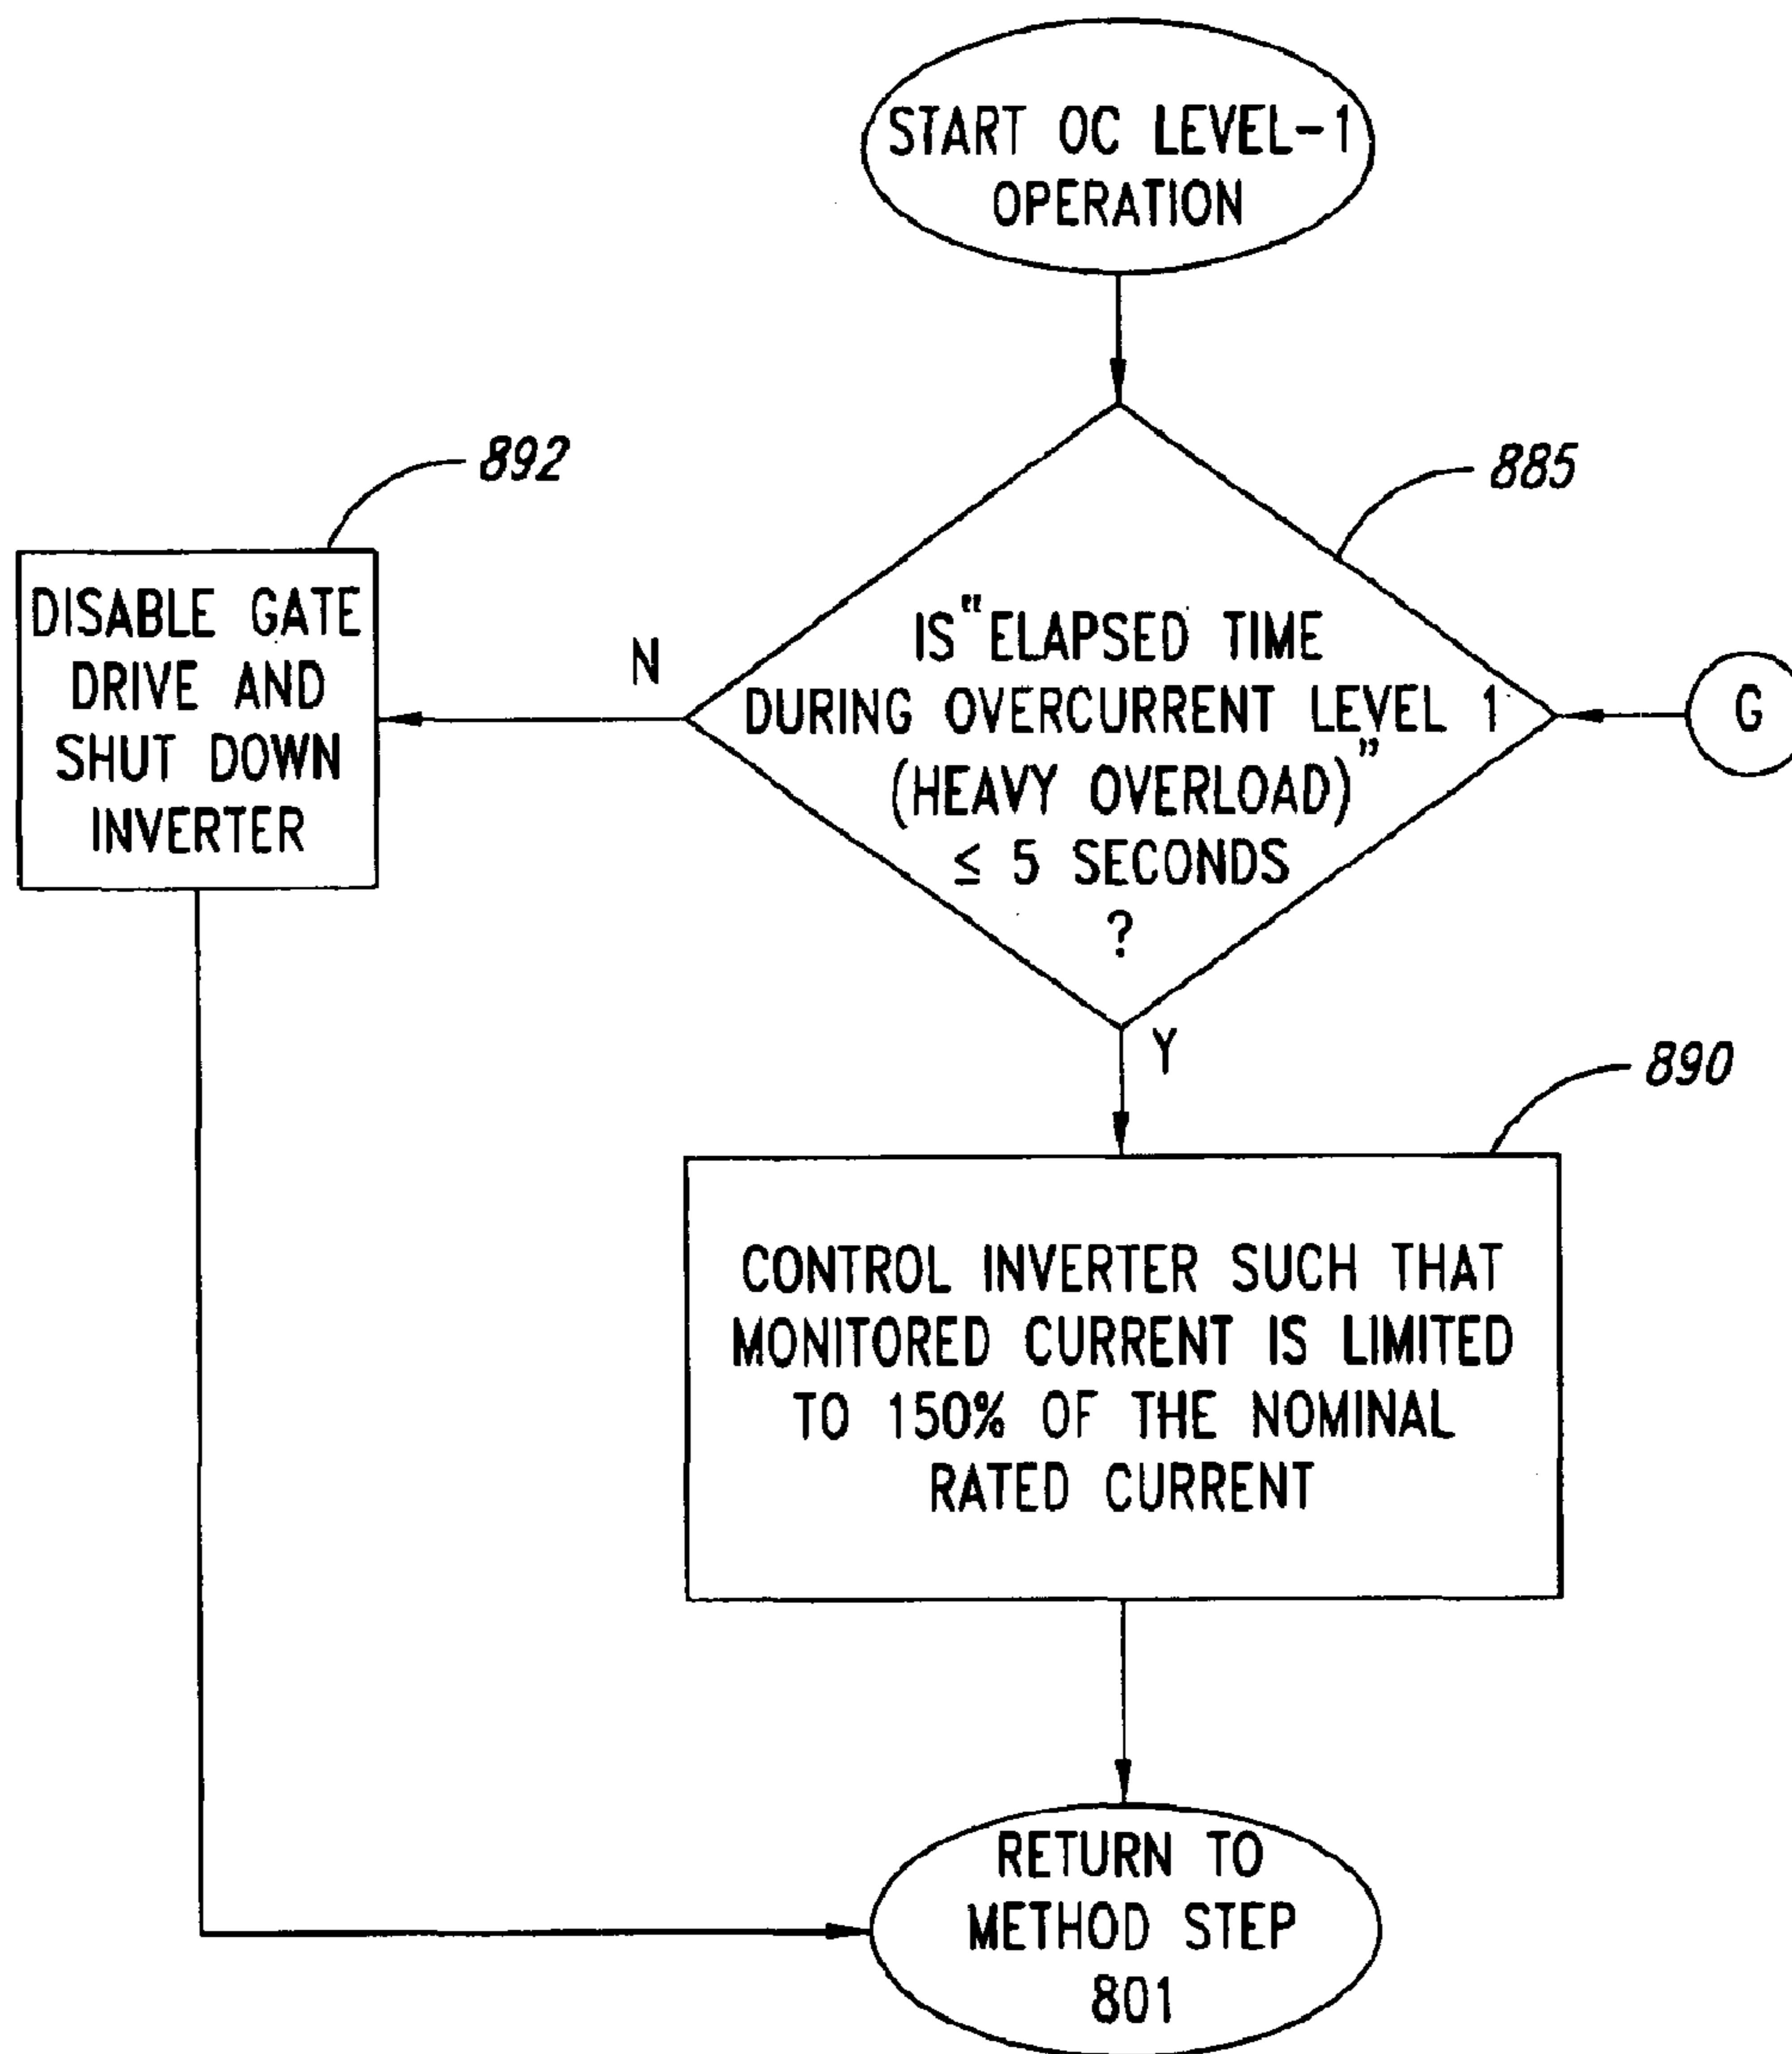 START OC LEVEL-1
OPERATION
892
885
DISABLE GATE
DRIVE AND
SHUT DOWN
INVERTER
N
IS "ELAPSED TIME
DURING OVERCURRENT LEVEL 1
(HEAVY OVERLOAD)"
≤ 5 SECONDS
?
G
Y
890
CONTROL INVERTER SUCH THAT
MONITORED CURRENT IS LIMITED
TO 150% OF THE NOMINAL
RATED CURRENT
RETURN TO
METHOD STEP
801